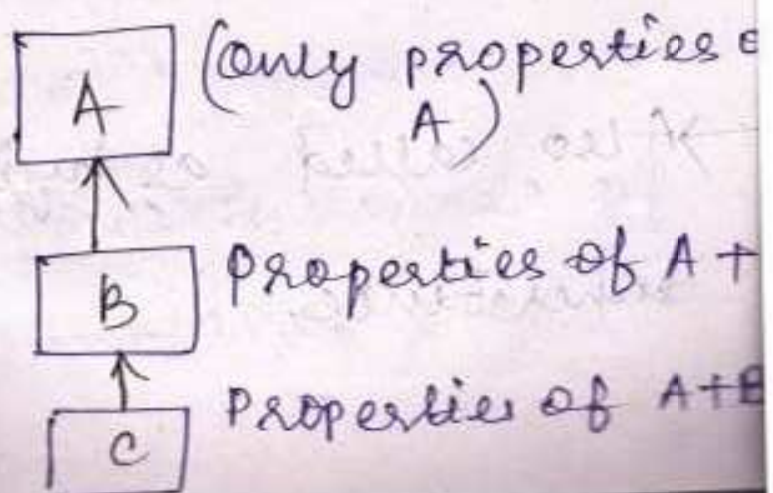 A (only properties
A)
B properties of A +
C Properties of A+B